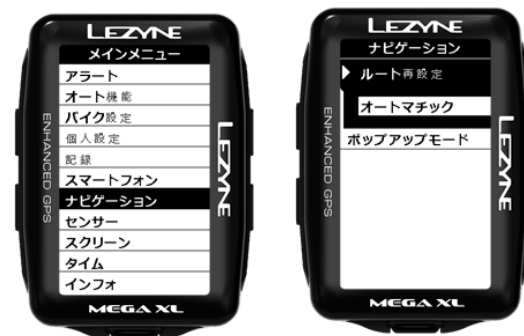 LEZYNE
メインメニュー
アラート
オート機能
バイク設定
個人設定
記録
スマートフォン
ナビゲーション
センサー
スクリーン
タイム
インフォ
ENHANCED GPS
LEZYNE
MEGA XL
LEZYNE
ナビゲーション
ルート再設定
オートマチック
ポップアップモード
ENHANCED GPS
LEZYNE
MEGA XL